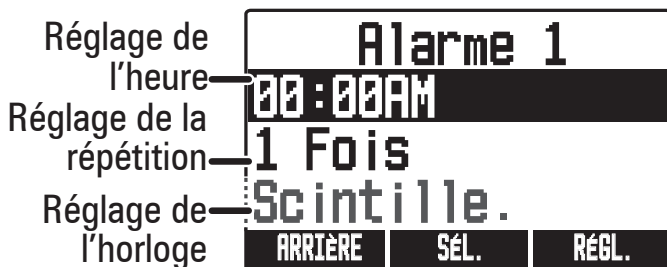 Alarme 1
Réglage de
l'heure
00:00AM
Réglage de la
répétition
1 Fois
Réglage de
l'horloge
Scintille.
ARRIÈRE SÉL. RÉGL.